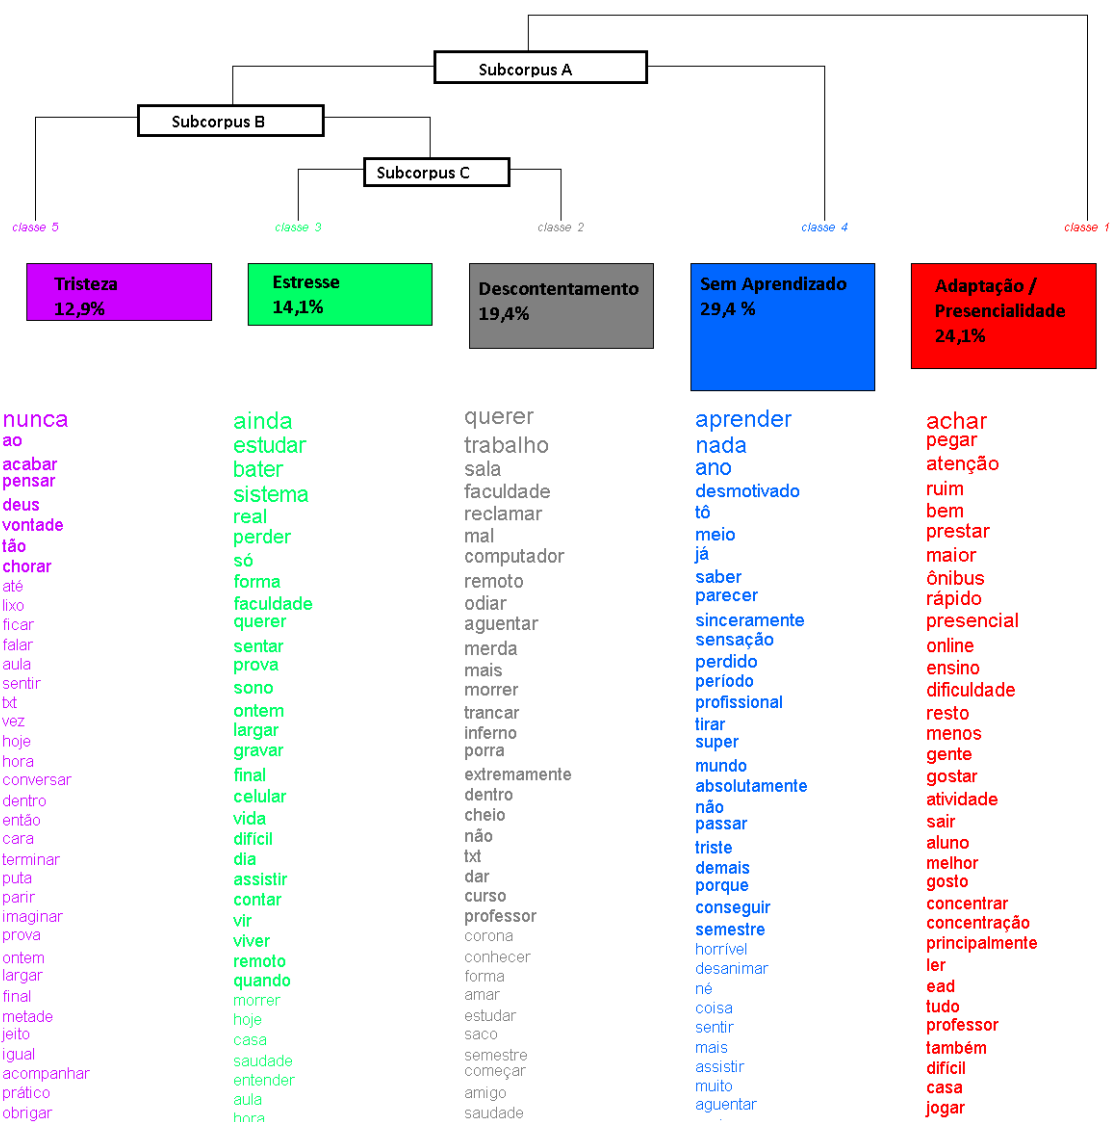 Subcorpus A
Subcorpus B
Subcorpus C
classe 5
classe 3
classe 2
classe 4
classe 1
Tristeza
12,9%
Estresse
14,1%
Descontentamento
19,4%
Sem Aprendizado
29,4 %
Adaptação /
Presencialidade
24,1%
nunca
ao
acabar
pensar
deus
vontade
tão
chorar
até
lixo
ficar
falar
aula
sentir
txt
vez
hoje
hora
conversar
dentro
então
cara
terminar
puta
parir
imaginar
prova
ontem
largar
final
metade
jeito
igual
acompanhar
prático
obrigar
ainda
estudar
bater
sistema
real
perder
só
forma
faculdade
querer
sentar
prova
sono
ontem
largar
gravar
final
celular
vida
difícil
dia
assistir
contar
vir
viver
remoto
quando
morrer
hoje
casa
saudade
entender
aula
hora
querer
trabalho
sala
faculdade
reclamar
mal
computador
remoto
odiar
aguentar
merda
mais
morrer
trancar
inferno
porra
extremamente
dentro
cheio
não
txt
dar
curso
professor
corona
conhecer
forma
amar
estudar
saco
semestre
começar
amigo
saudade
aprender
nada
ano
desmotivado
tô
meio
já
saber
parecer
sinceramente
sensação
perdido
período
profissional
tirar
super
mundo
absolutamente
não
passar
triste
demais
porque
conseguir
semestre
horrível
desanimar
né
coisa
sentir
mais
assistir
muito
aguentar
achar
pegar
atenção
ruim
bem
prestar
maior
ônibus
rápido
presencial
online
ensino
dificuldade
resto
menos
gente
gostar
atividade
sair
aluno
melhor
gosto
concentrar
concentração
principalmente
ler
ead
tudo
professor
também
difícil
casa
jogar